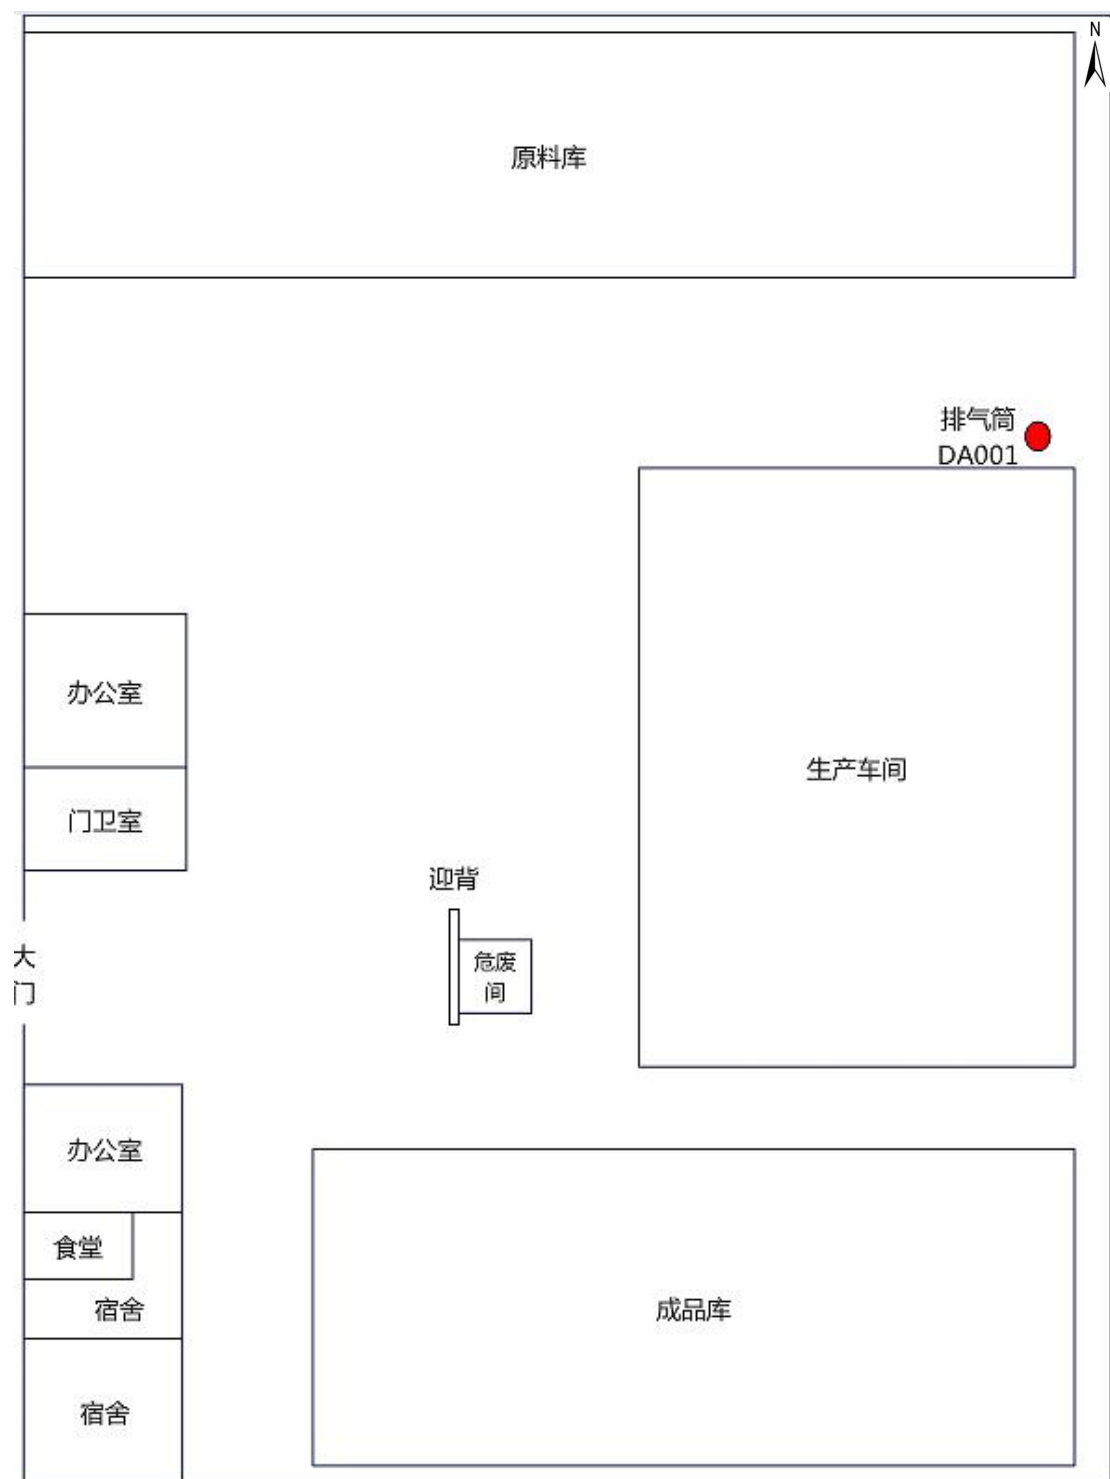 N
原料库
排气筒
DA001
办公室
生产车间
门卫室
迎背
大
门
危废
间
办公室
食堂
宿舍
成品库
宿舍